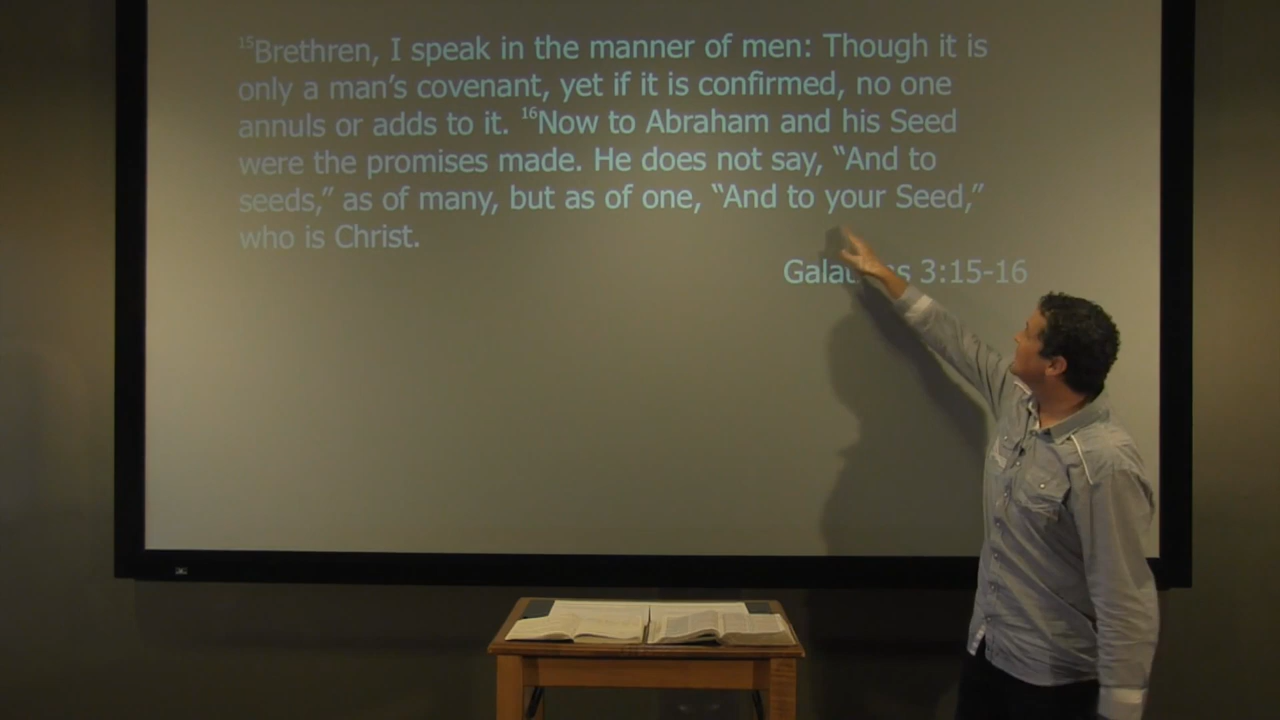 ¹⁵Brethren, I speak in the manner of men: Though it is
only a man’s covenant, yet if it is confirmed, no one
annuls or adds to it. ¹⁶Now to Abraham and his Seed
were the promises made. He does not say, “And to
seeds,” as of many, but as of one, “And to your Seed,”
who is Christ.
3:15-16